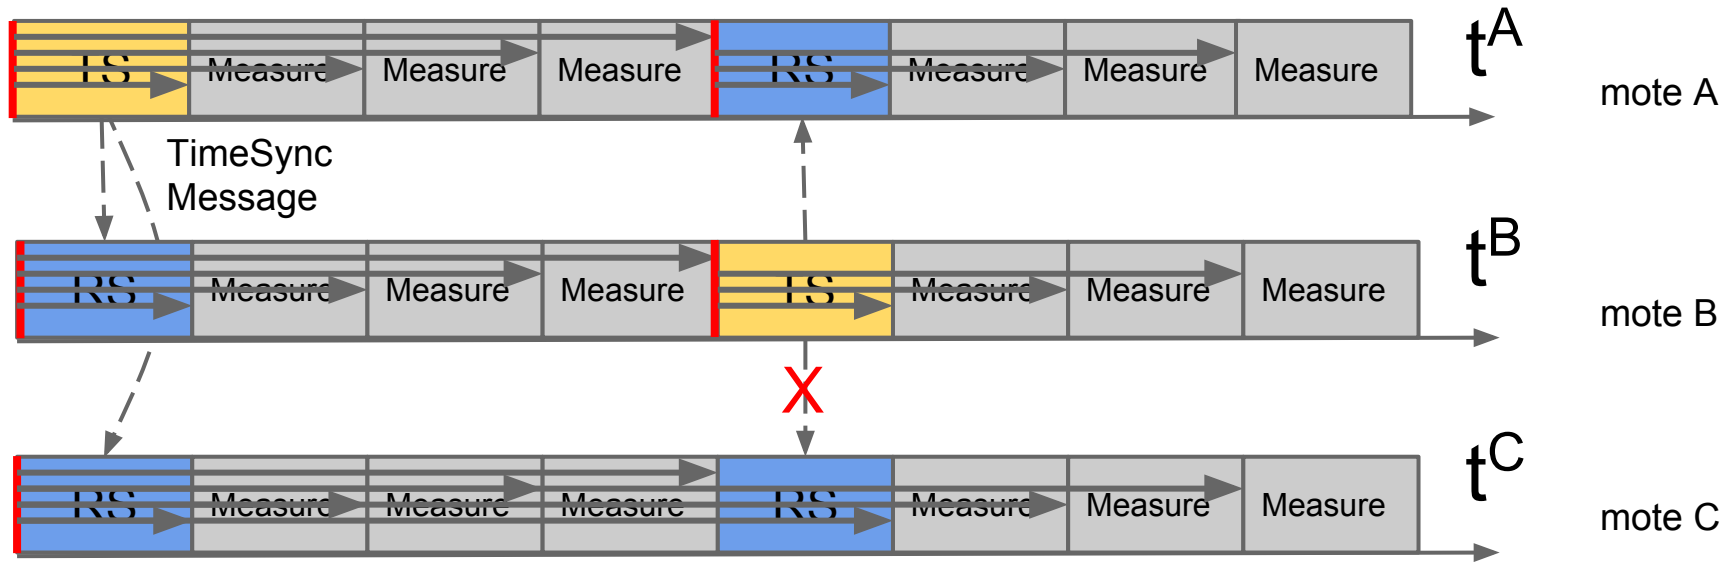 TS Measure Measure Measure RS Measure Measure Measure tA
mote A
TimeSync
Message
RS Measure Measure Measure TS Measure Measure Measure tB
mote B
X
RS Measure Measure Measure RS Measure Measure Measure tC
mote C